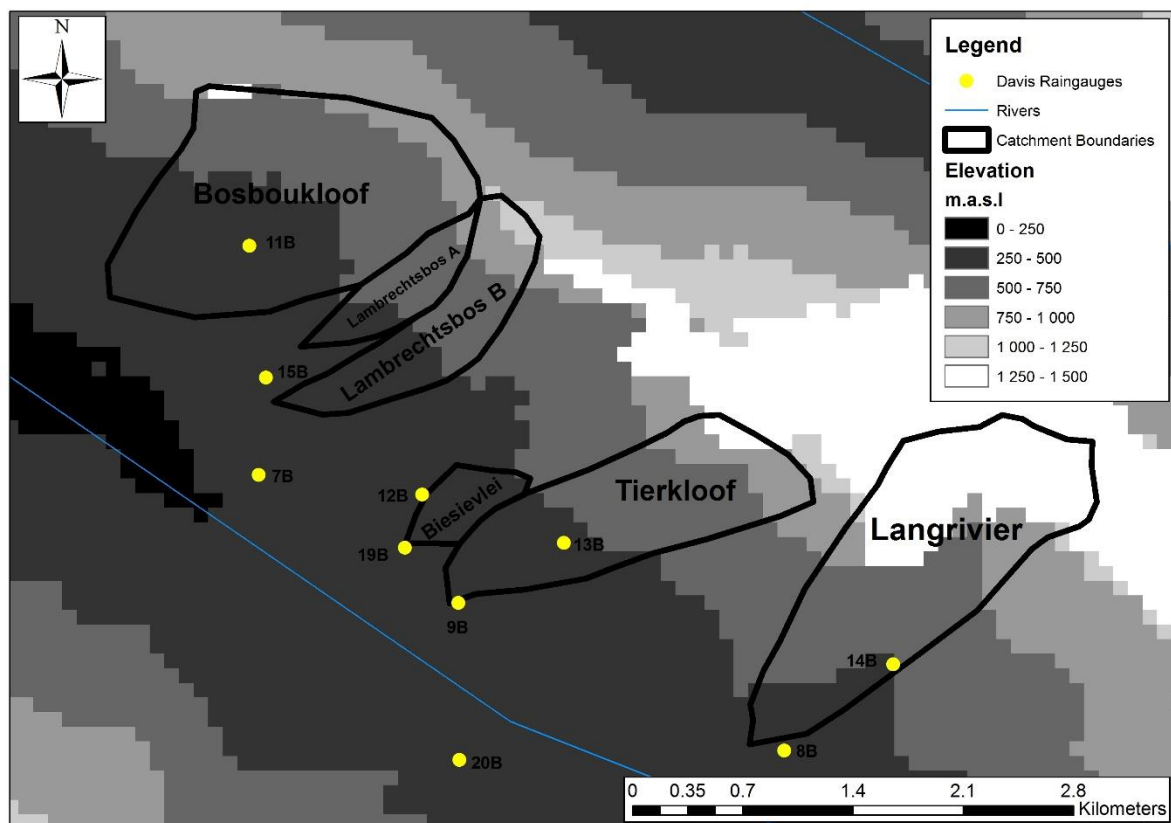 N
Legend
Davis Raingauges
Rivers
Catchment Boundaries
Elevation
m.a.s.l
0 - 250
250 - 500
500 - 750
750 - 1 000
1 000 - 1 250
1 250 - 1 500
Bosboukloof
11B
Lambrechtsbos A
Lambrechtsbos B
15B
7B
12B
Biesievlei
Tierkloof
Langrivier
19B
13B
9B
14B
8B
20B
0 0.35 0.7 1.4 2.1 2.8
Kilometers